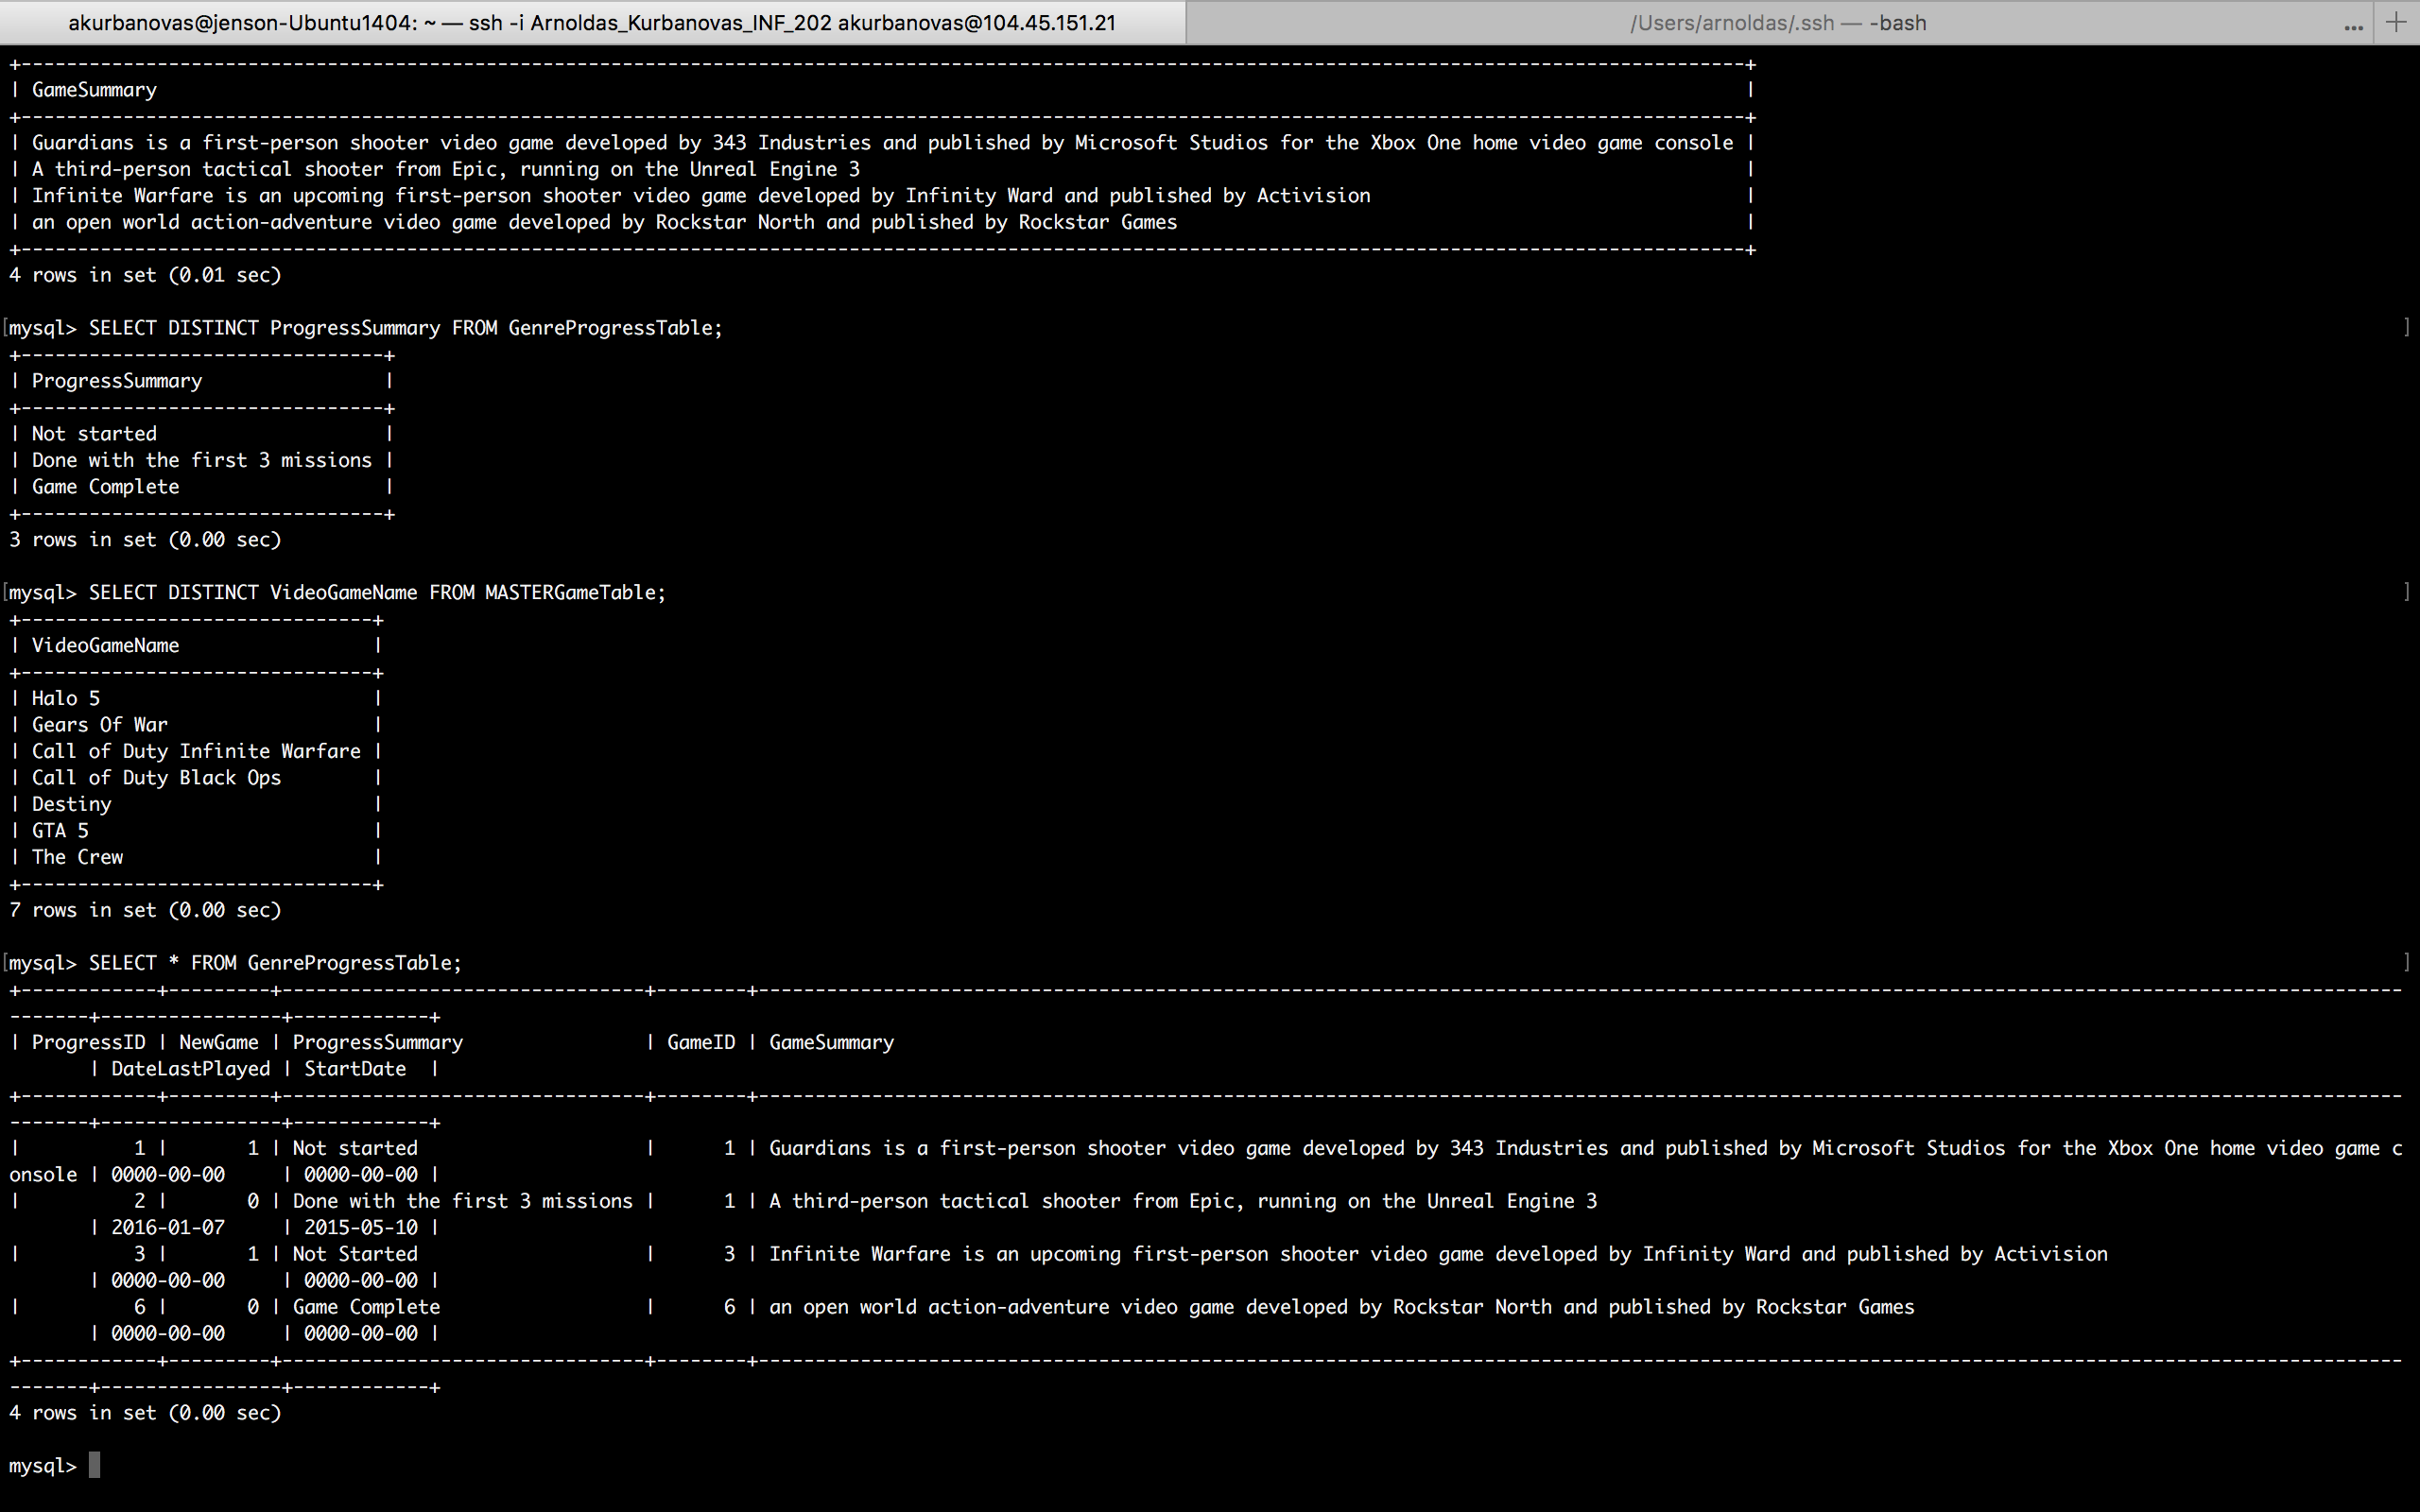 akurbanovas@jenson-Ubuntu1404: ~ — ssh -i Arnoldas_Kurbanovas_INF_202 akurbanovas@104.45.151.21
/Users/arnoldas/.ssh — -bash
... +
| GameSummary |
| Guardians is a first-person shooter video game developed by 343 Industries and published by Microsoft Studios for the Xbox One home video game console |
| A third-person tactical shooter from Epic, running on the Unreal Engine 3 |
| Infinite Warfare is an upcoming first-person shooter video game developed by Infinity Ward and published by Activision |
| an open world action-adventure video game developed by Rockstar North and published by Rockstar Games |
4 rows in set (0.01 sec)
[mysql> SELECT DISTINCT ProgressSummary FROM GenreProgressTable; ]
| ProgressSummary |
| Not started |
| Done with the first 3 missions |
| Game Complete |
3 rows in set (0.00 sec)
[mysql> SELECT DISTINCT VideoGameName FROM MASTERGameTable; ]
| VideoGameName |
| Halo 5 |
| Gears Of War |
| Call of Duty Infinite Warfare |
| Call of Duty Black Ops |
| Destiny |
| GTA 5 |
| The Crew |
7 rows in set (0.00 sec)
[mysql> SELECT * FROM GenreProgressTable; ]
| ProgressID | NewGame | ProgressSummary | GameID | GameSummary
| DateLastPlayed | StartDate |
| 1 | 1 | Not started | 1 | Guardians is a first-person shooter video game developed by 343 Industries and published by Microsoft Studios for the Xbox One home video game c
onsole | 0000-00-00 | 0000-00-00 |
| 2 | 0 | Done with the first 3 missions | 1 | A third-person tactical shooter from Epic, running on the Unreal Engine 3
| 2016-01-07 | 2015-05-10 |
| 3 | 1 | Not Started | 3 | Infinite Warfare is an upcoming first-person shooter video game developed by Infinity Ward and published by Activision
| 0000-00-00 | 0000-00-00 |
| 6 | 0 | Game Complete | 6 | an open world action-adventure video game developed by Rockstar North and published by Rockstar Games
| 0000-00-00 | 0000-00-00 |
4 rows in set (0.00 sec)
mysql>